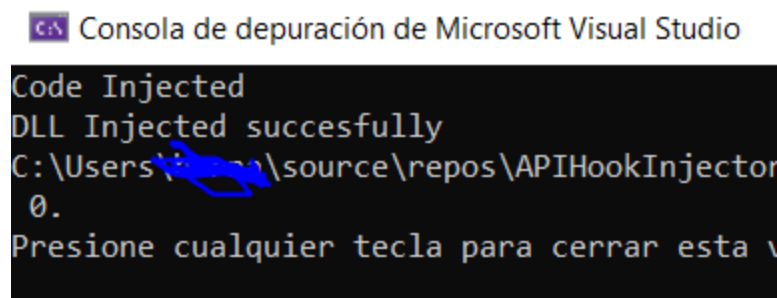 Consola de depuración de Microsoft Visual Studio
Code Injected
DLL Injected succesfully
C:\Users\ \source\repos\APIHookInjector
0.
Presione cualquier tecla para cerrar esta